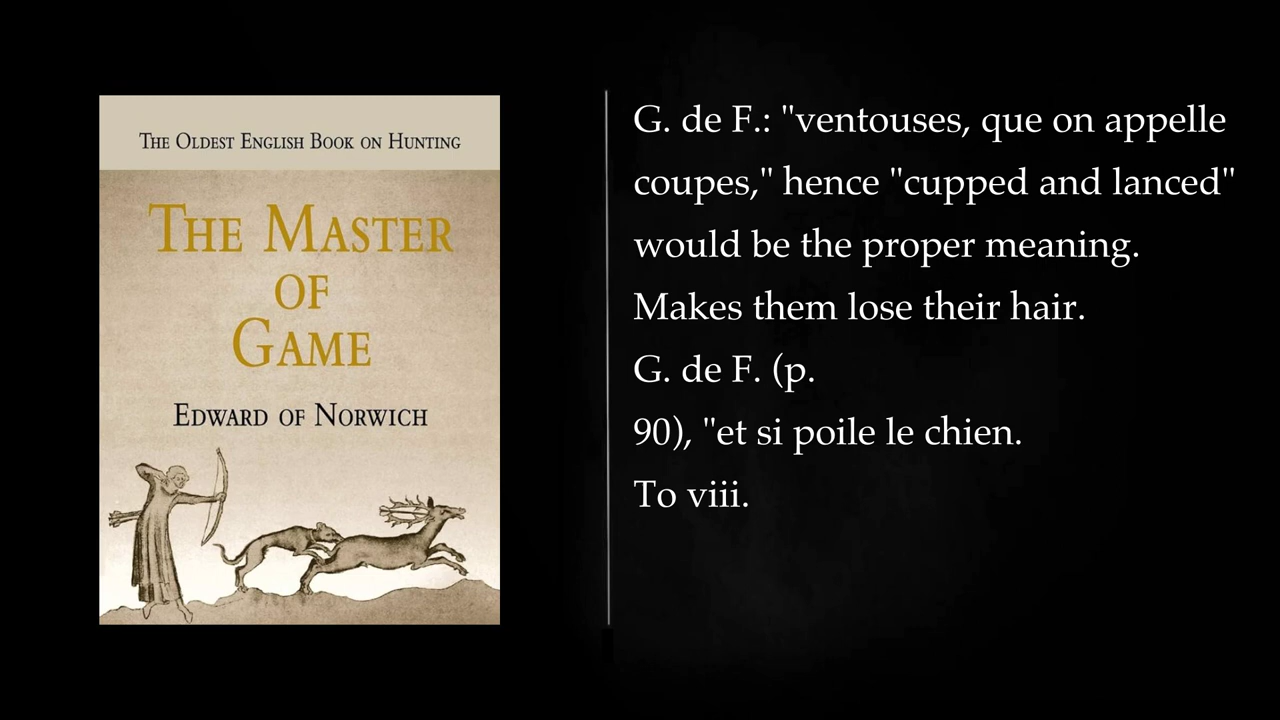 THE OLDEST ENGLISH BOOK ON HUNTING
THE MASTER
OF
GAME
EDWARD OF NORWICH
G. de F.: "ventouses, que on appelle
coupes," hence "cupped and lanced"
would be the proper meaning.
Makes them lose their hair.
G. de F. (p.
90), "et si poile le chien.
To viii.